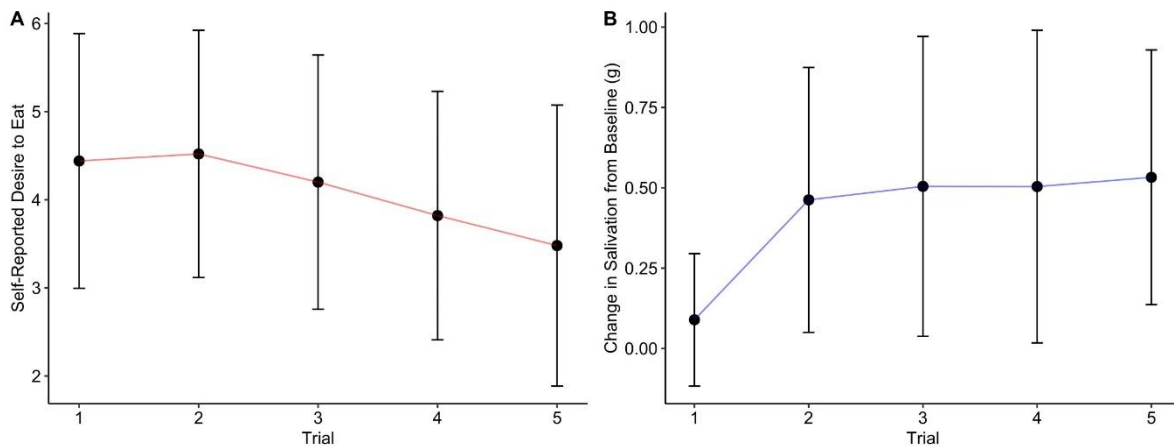 A
Self-Reported Desire to Eat
6
5
4
3
2
1 2 3 4 5
Trial
B
Change in Salivation from Baseline (g)
1.00
0.75
0.50
0.25
0.00
1 2 3 4 5
Trial